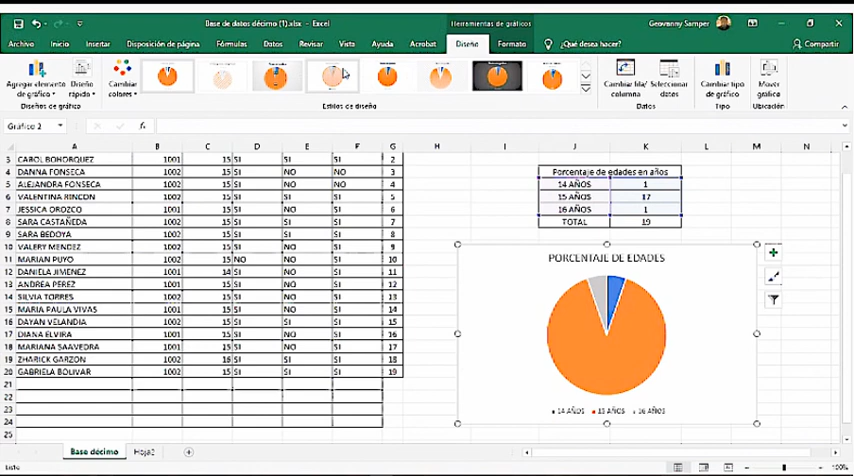 Base de datos décimo (1).xlsx - Excel
Herramientas de gráficos
Geovanny Samper
Archivo Inicio Insertar Disposición de página Fórmulas Datos Revisar Vista Ayuda Acrobat Diseño Formato ¿Qué desea hacer? Compartir
Agregar elemento de gráfico
Diseño rápido
Cambiar colores
Cambiar fila/ columna
Seleccionar datos
Cambiar tipo de gráfico
Mover gráfico
Diseños de gráfico
Estilos de diseño
Datos
Tipo
Ubicación
Gráfico 2
fx
A B C D E F G H I J K L M N
3 CAROL BOHORQUEZ 1001 15 SI SI SI 2
4 DANNA FONSECA 1002 15 SI NO NO 3
5 ALEJANDRA FONSECA 1002 15 SI NO NO 4
6 VALENTINA RINCON 1002 15 SI SI SI 5
7 JESSICA OROZCO 1001 15 SI NO SI 6
8 SARA CASTAÑEDA 1002 15 SI SI SI 7
9 SARA BEDOYA 1002 15 SI SI SI 8
10 VALERY MENDEZ 1002 15 SI NO SI 9
11 MARIAN PUYO 1002 15 NO NO SI 10
12 DANIELA JIMENEZ 1001 14 SI NO SI 11
13 ANDREA PEREZ 1001 15 SI NO SI 12
14 SILVIA TORRES 1002 15 SI NO SI 13
15 MARIA PAULA VIVAS 1001 15 SI NO SI 14
16 DAYAN VELANDIA 1002 15 SI SI SI 15
17 DIANA ELVIRA 1001 15 SI NO SI 16
18 MARIANA SAAVEDRA 1001 15 SI NO SI 17
19 ZHARICK GARZON 1002 16 SI SI SI 18
20 GABRIELA BOLIVAR 1002 15 SI SI SI 19
21
22
23
24
25
Porcentaje de edades en años
14 AÑOS 1
15 AÑOS 17
16 AÑOS 1
TOTAL 19
PORCENTAJE DE EDADES
14 AÑOS 15 AÑOS 16 AÑOS
Base décimo Hoja2
Listo
100%